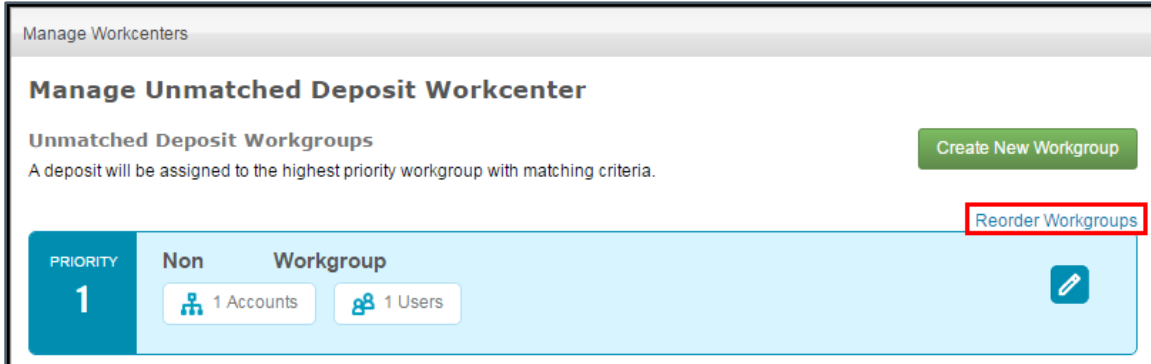 Manage Workcenters
Manage Unmatched Deposit Workcenter
Unmatched Deposit Workgroups
Create New Workgroup
A deposit will be assigned to the highest priority workgroup with matching criteria.
Reorder Workgroups
PRIORITY
1
Non Workgroup
1 Accounts
1 Users